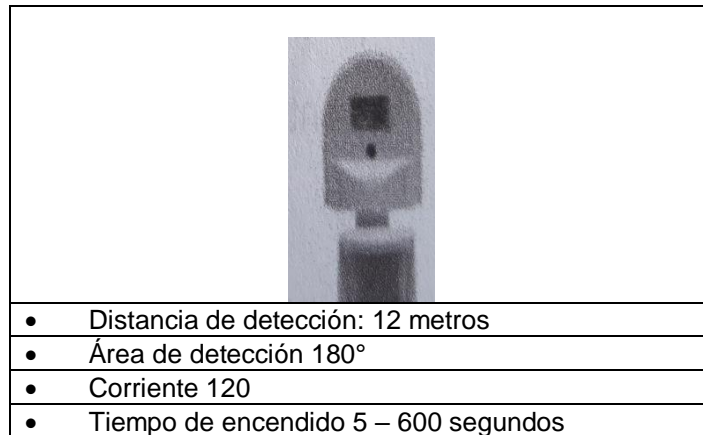 • Distancia de detección: 12 metros
• Área de detección 180°
• Corriente 120
• Tiempo de encendido 5 – 600 segundos